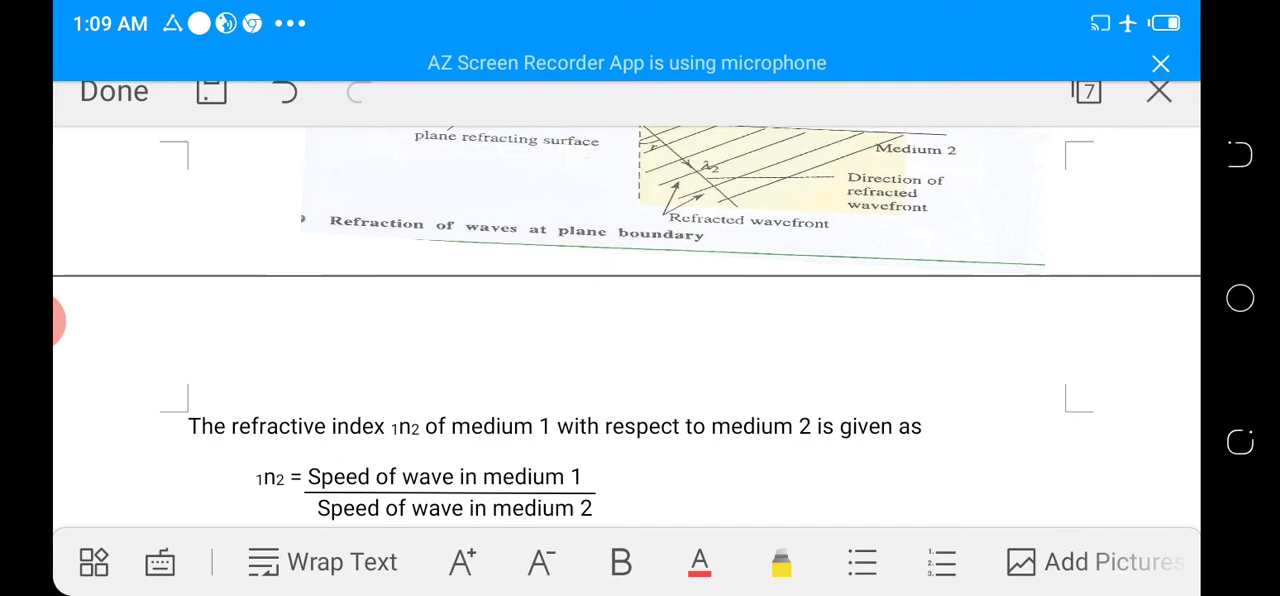 1:09 AM
AZ Screen Recorder App is using microphone
Done
7
plane refracting surface
r
λ2
Medium 2
Direction of
refracted
wavefront
Refracted wavefront
Refraction of waves at plane boundary
The refractive index ₁n₂ of medium 1 with respect to medium 2 is given as
₁n₂ = Speed of wave in medium 1
Speed of wave in medium 2
Wrap Text
A+
A-
B
A
Add Pictures